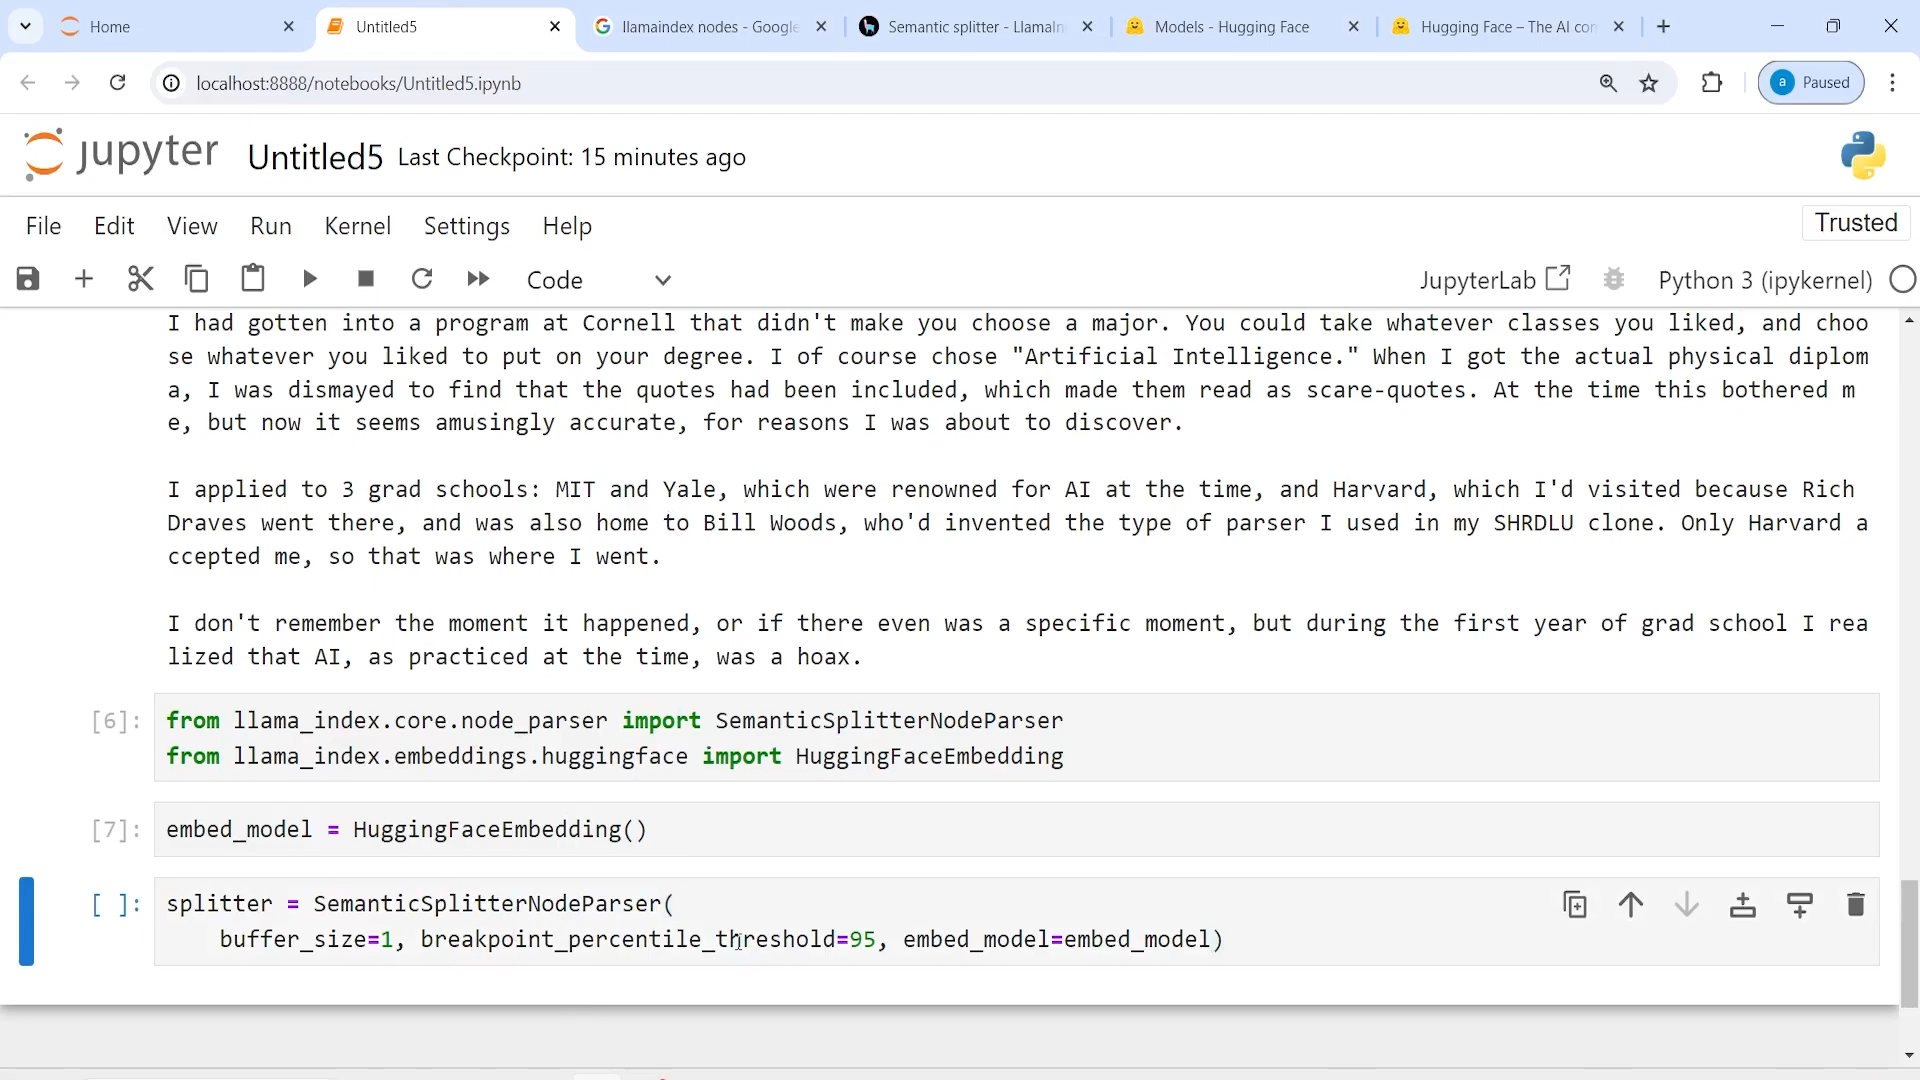 Home
Untitled5
llamaindex nodes - Google
Semantic splitter - LlamaIn
Models - Hugging Face
Hugging Face – The AI con
localhost:8888/notebooks/Untitled5.ipynb
a Paused
jupyter Untitled5 Last Checkpoint: 15 minutes ago
File Edit View Run Kernel Settings Help Trusted
Code JupyterLab Python 3 (ipykernel)
I had gotten into a program at Cornell that didn't make you choose a major. You could take whatever classes you liked, and choo
se whatever you liked to put on your degree. I of course chose "Artificial Intelligence." When I got the actual physical diplom
a, I was dismayed to find that the quotes had been included, which made them read as scare-quotes. At the time this bothered m
e, but now it seems amusingly accurate, for reasons I was about to discover.
I applied to 3 grad schools: MIT and Yale, which were renowned for AI at the time, and Harvard, which I'd visited because Rich
Draves went there, and was also home to Bill Woods, who'd invented the type of parser I used in my SHRDLU clone. Only Harvard a
ccepted me, so that was where I went.
I don't remember the moment it happened, or if there even was a specific moment, but during the first year of grad school I rea
lized that AI, as practiced at the time, was a hoax.
[6]: from llama_index.core.node_parser import SemanticSplitterNodeParser
from llama_index.embeddings.huggingface import HuggingFaceEmbedding
[7]: embed_model = HuggingFaceEmbedding()
[ ]: splitter = SemanticSplitterNodeParser(
buffer_size=1, breakpoint_percentile_threshold=95, embed_model=embed_model)